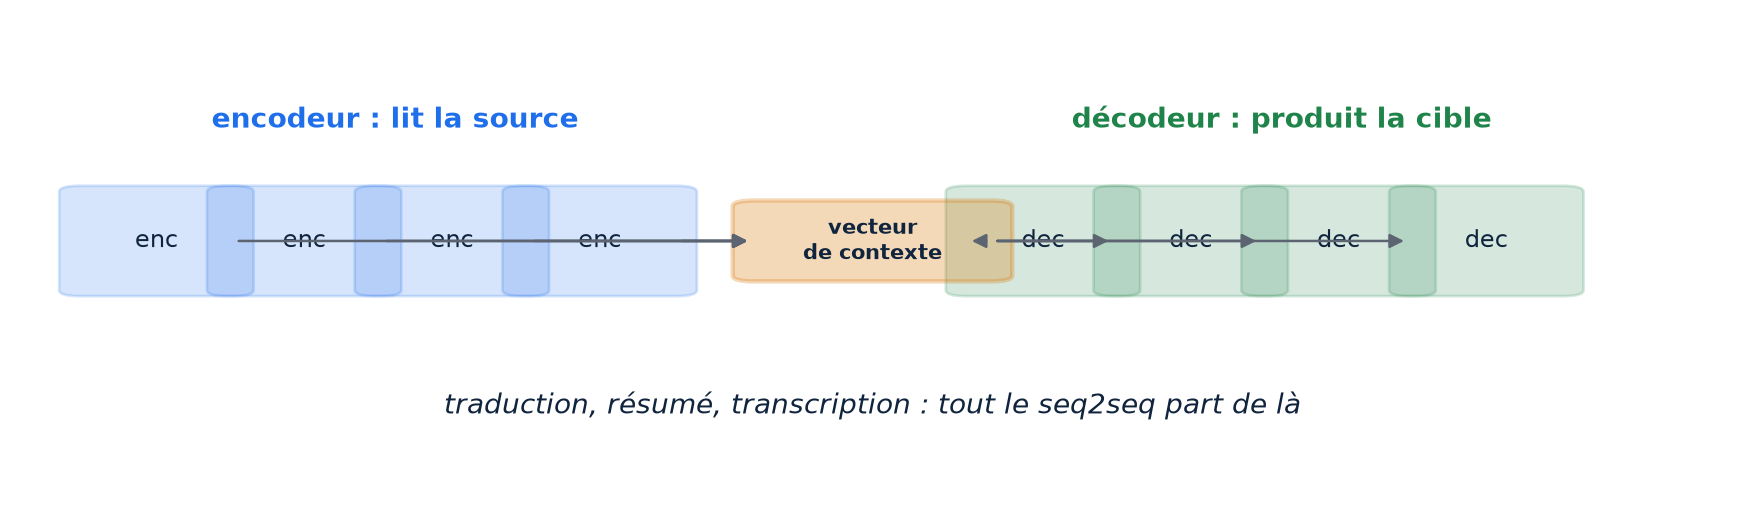 encodeur : lit la source
décodeur : produit la cible
enc enc enc enc
vecteur
de contexte
dec dec dec dec
traduction, résumé, transcription : tout le seq2seq part de là